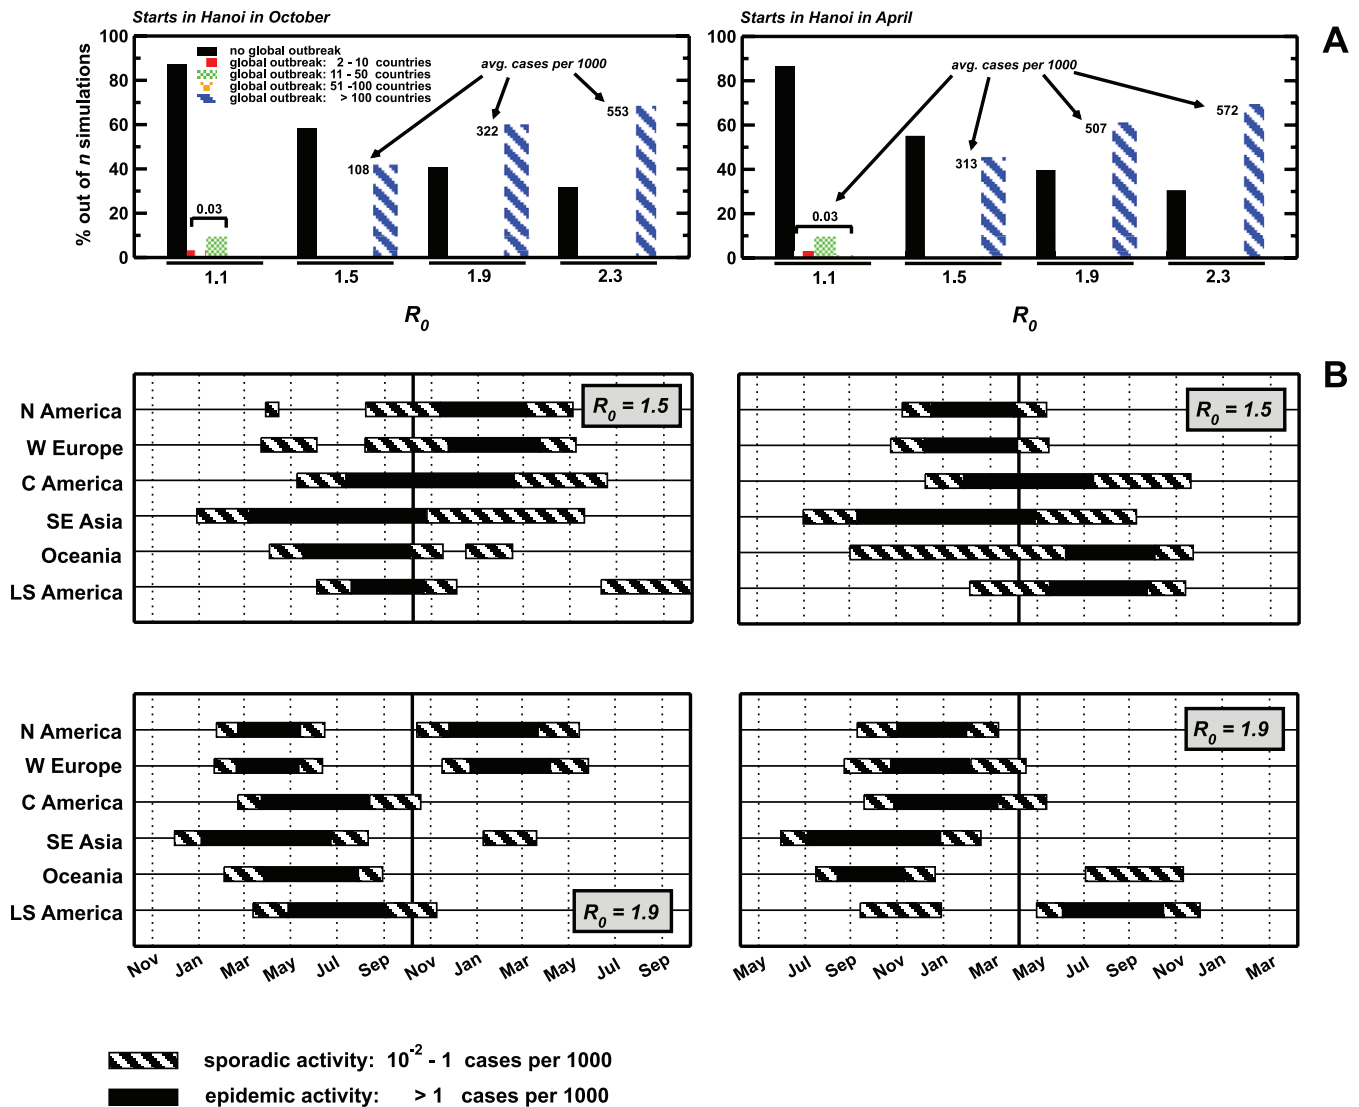 Starts in Hanoi in October
Starts in Hanoi in April
A
% out of n simulations
100
80
60
40
20
0
no global outbreak
global outbreak: 2 - 10 countries
global outbreak: 11 - 50 countries
global outbreak: 51 -100 countries
global outbreak: > 100 countries
avg. cases per 1000
0.03
108
322
553
1.1
1.5
1.9
2.3
R0
100
80
60
40
20
0
avg. cases per 1000
0.03
313
507
572
1.1
1.5
1.9
2.3
R0
B
N America
W Europe
C America
SE Asia
Oceania
LS America
R0 = 1.5
R0 = 1.5
N America
W Europe
C America
SE Asia
Oceania
LS America
R0 = 1.9
R0 = 1.9
Nov Jan Mar May Jul Sep Nov Jan Mar May Jul Sep
May Jul Sep Nov Jan Mar May Jul Sep Nov Jan Mar
sporadic activity: 10^-2 - 1 cases per 1000
epidemic activity: > 1 cases per 1000